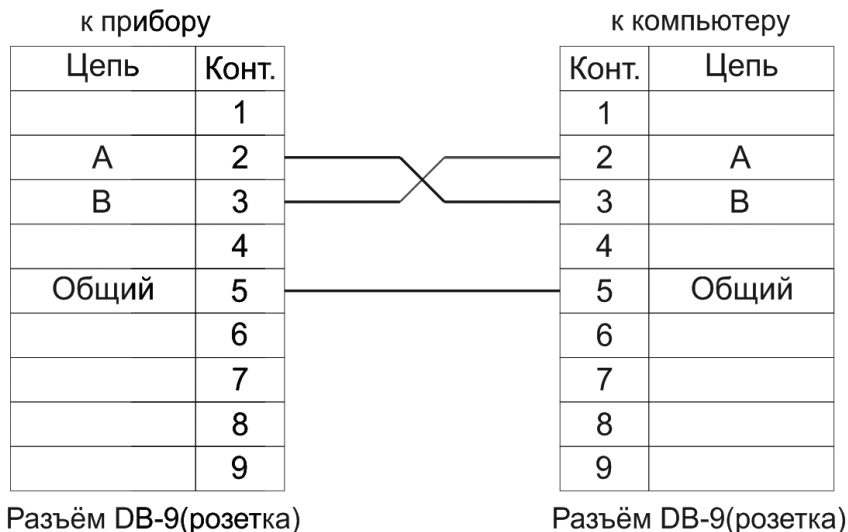 к прибору
Цепь Конт.
1
А 2
В 3
4
Общий 5
6
7
8
9
Разъём DB-9(розетка)
к компьютеру
Конт. Цепь
1
2 А
3 В
4
5 Общий
6
7
8
9
Разъём DB-9(розетка)